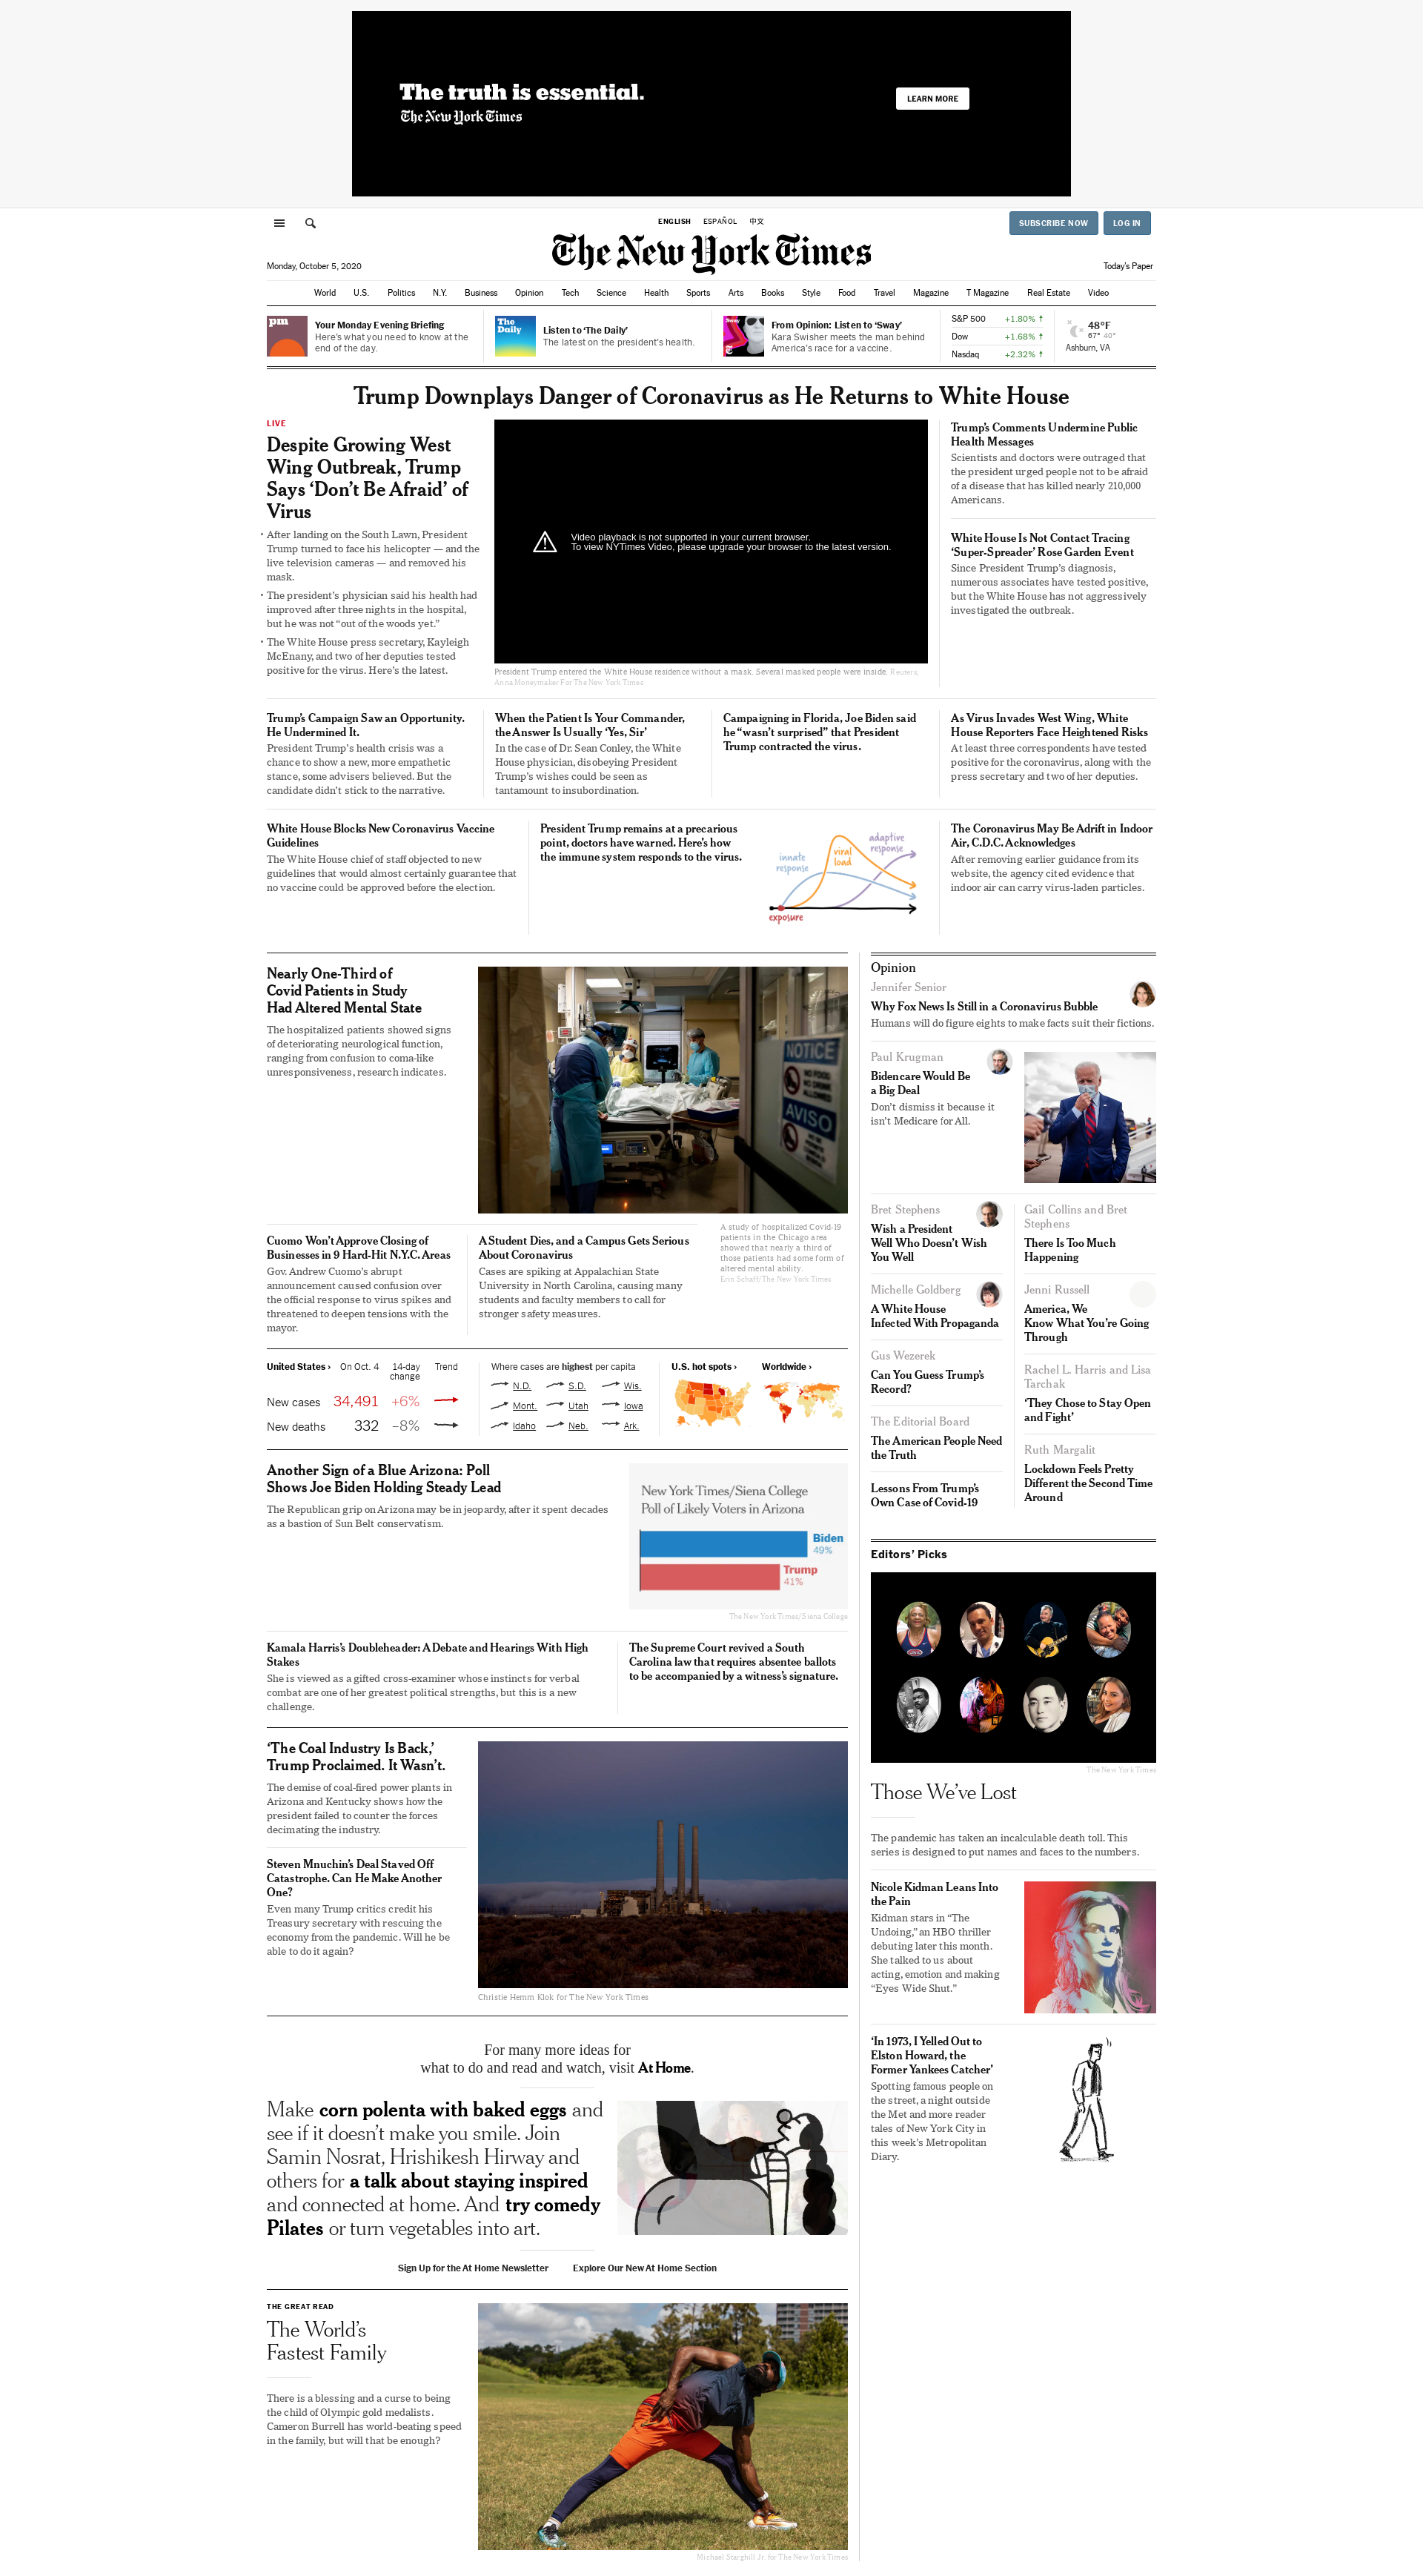 The truth is essential.
The New York Times
LEARN MORE
ENGLISH ESPAÑOL 中文
SUBSCRIBE NOW LOG IN
The New York Times
Monday, October 5, 2020
Today's Paper
World U.S. Politics N.Y. Business Opinion Tech Science Health Sports Arts Books Style Food Travel Magazine T Magazine Real Estate Video
pm
Your Monday Evening Briefing
Here's what you need to know at the
end of the day.
The
Daily
Listen to 'The Daily'
The latest on the president's health.
Sway
From Opinion: Listen to 'Sway'
Kara Swisher meets the man behind
America's race for a vaccine.
S&P 500 +1.80%
Dow +1.68%
Nasdaq +2.32%
48°F
67° 40°
Ashburn, VA
Trump Downplays Danger of Coronavirus as He Returns to White House
LIVE
Despite Growing West
Wing Outbreak, Trump
Says ‘Don’t Be Afraid’ of
Virus
• After landing on the South Lawn, President
Trump turned to face his helicopter — and the
live television cameras — and removed his
mask.
• The president’s physician said his health had
improved after three nights in the hospital,
but he was not “out of the woods yet.”
• The White House press secretary, Kayleigh
McEnany, and two of her deputies tested
positive for the virus. Here’s the latest.
Video playback is not supported in your current browser.
To view NYTimes Video, please upgrade your browser to the latest version.
President Trump entered the White House residence without a mask. Several masked people were inside. Reuters,
Anna Moneymaker For The New York Times
Trump’s Comments Undermine Public
Health Messages
Scientists and doctors were outraged that
the president urged people not to be afraid
of a disease that has killed nearly 210,000
Americans.
White House Is Not Contact Tracing
‘Super-Spreader’ Rose Garden Event
Since President Trump’s diagnosis,
numerous associates have tested positive,
but the White House has not aggressively
investigated the outbreak.
Trump’s Campaign Saw an Opportunity.
He Undermined It.
President Trump’s health crisis was a
chance to show a new, more empathetic
stance, some advisers believed. But the
candidate didn’t stick to the narrative.
When the Patient Is Your Commander,
the Answer Is Usually ‘Yes, Sir’
In the case of Dr. Sean Conley, the White
House physician, disobeying President
Trump’s wishes could be seen as
tantamount to insubordination.
Campaigning in Florida, Joe Biden said
he “wasn’t surprised” that President
Trump contracted the virus.
As Virus Invades West Wing, White
House Reporters Face Heightened Risks
At least three correspondents have tested
positive for the coronavirus, along with the
press secretary and two of her deputies.
White House Blocks New Coronavirus Vaccine
Guidelines
The White House chief of staff objected to new
guidelines that would almost certainly guarantee that
no vaccine could be approved before the election.
President Trump remains at a precarious
point, doctors have warned. Here’s how
the immune system responds to the virus.
innate
response
viral
load
adaptive
response
exposure
The Coronavirus May Be Adrift in Indoor
Air, C.D.C. Acknowledges
After removing earlier guidance from its
website, the agency cited evidence that
indoor air can carry virus-laden particles.
Nearly One-Third of
Covid Patients in Study
Had Altered Mental State
The hospitalized patients showed signs
of deteriorating neurological function,
ranging from confusion to coma-like
unresponsiveness, research indicates.
NOTICE
AVISO
A study of hospitalized Covid-19
patients in the Chicago area
showed that nearly a third of
those patients had some form of
altered mental ability.
Erin Schaff/The New York Times
Cuomo Won’t Approve Closing of
Businesses in 9 Hard-Hit N.Y.C. Areas
Gov. Andrew Cuomo’s abrupt
announcement caused confusion over
the official response to virus spikes and
threatened to deepen tensions with the
mayor.
A Student Dies, and a Campus Gets Serious
About Coronavirus
Cases are spiking at Appalachian State
University in North Carolina, causing many
students and faculty members to call for
stronger safety measures.
United States › On Oct. 4 14-day Trend
change
New cases 34,491 +6%
New deaths 332 –8%
Where cases are highest per capita
N.D. S.D. Wis.
Mont. Utah Iowa
Idaho Neb. Ark.
U.S. hot spots › Worldwide ›
Another Sign of a Blue Arizona: Poll
Shows Joe Biden Holding Steady Lead
The Republican grip on Arizona may be in jeopardy, after it spent decades
as a bastion of Sun Belt conservatism.
New York Times/Siena College
Poll of Likely Voters in Arizona
Biden
49%
Trump
41%
The New York Times/Siena College
Kamala Harris’s Doubleheader: A Debate and Hearings With High
Stakes
She is viewed as a gifted cross-examiner whose instincts for verbal
combat are one of her greatest political strengths, but this is a new
challenge.
The Supreme Court revived a South
Carolina law that requires absentee ballots
to be accompanied by a witness’s signature.
‘The Coal Industry Is Back,’
Trump Proclaimed. It Wasn’t.
The demise of coal-fired power plants in
Arizona and Kentucky shows how the
president failed to counter the forces
decimating the industry.
Steven Mnuchin’s Deal Staved Off
Catastrophe. Can He Make Another
One?
Even many Trump critics credit his
Treasury secretary with rescuing the
economy from the pandemic. Will he be
able to do it again?
Christie Hemm Klok for The New York Times
For many more ideas for
what to do and read and watch, visit At Home.
Make corn polenta with baked eggs and
see if it doesn’t make you smile. Join
Samin Nosrat, Hrishikesh Hirway and
others for a talk about staying inspired
and connected at home. And try comedy
Pilates or turn vegetables into art.
Sign Up for the At Home Newsletter Explore Our New At Home Section
THE GREAT READ
The World’s
Fastest Family
There is a blessing and a curse to being
the child of Olympic gold medalists.
Cameron Burrell has world-beating speed
in the family, but will that be enough?
Michael Starghill Jr. for The New York Times
Opinion
Jennifer Senior
Why Fox News Is Still in a Coronavirus Bubble
Humans will do figure eights to make facts suit their fictions.
Paul Krugman
Bidencare Would Be
a Big Deal
Don’t dismiss it because it
isn’t Medicare for All.
Bret Stephens
Wish a President
Well Who Doesn’t Wish
You Well
Michelle Goldberg
A White House
Infected With Propaganda
Gus Wezerek
Can You Guess Trump’s
Record?
The Editorial Board
The American People Need
the Truth
Lessons From Trump’s
Own Case of Covid-19
Gail Collins and Bret
Stephens
There Is Too Much
Happening
Jenni Russell
America, We
Know What You’re Going
Through
Rachel L. Harris and Lisa
Tarchak
‘They Chose to Stay Open
and Fight’
Ruth Margalit
Lockdown Feels Pretty
Different the Second Time
Around
Editors’ Picks
The New York Times
Those We’ve Lost
The pandemic has taken an incalculable death toll. This
series is designed to put names and faces to the numbers.
Nicole Kidman Leans Into
the Pain
Kidman stars in “The
Undoing,” an HBO thriller
debuting later this month.
She talked to us about
acting, emotion and making
“Eyes Wide Shut.”
‘In 1973, I Yelled Out to
Elston Howard, the
Former Yankees Catcher’
Spotting famous people on
the street, a night outside
the Met and more reader
tales of New York City in
this week’s Metropolitan
Diary.